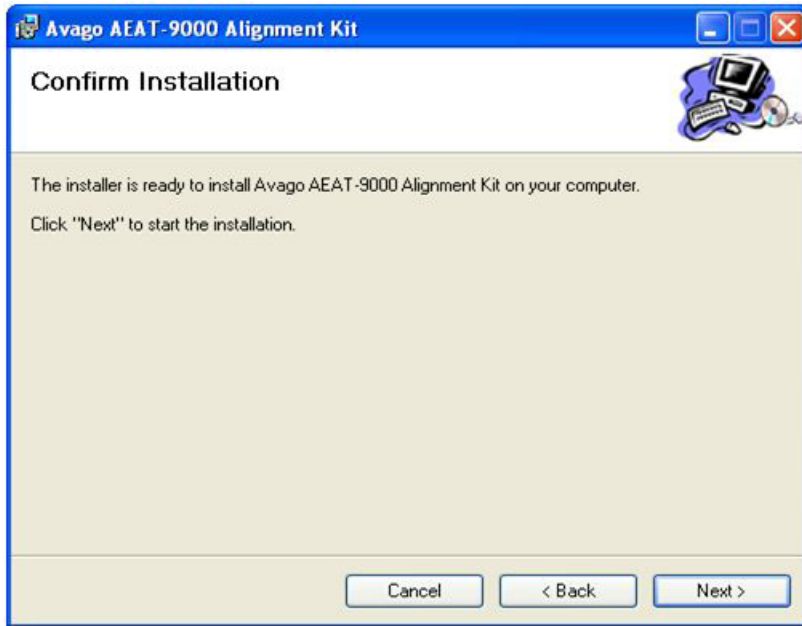 Avago AEAT-9000 Alignment Kit
Confirm Installation
The installer is ready to install Avago AEAT-9000 Alignment Kit on your computer.
Click "Next" to start the installation.
Cancel
< Back
Next >